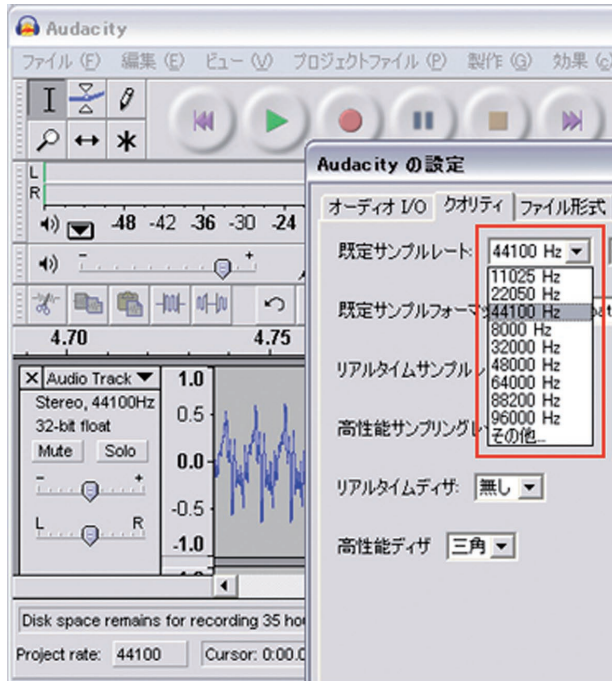 Audacity
ファイル (F) 編集 (E) ビュー (V) プロジェクトファイル (P) 製作 (G) 効果
L
R
-48 -42 -36 -30 -24
4.70 4.75
Audio Track
Stereo, 44100Hz
32-bit float
Mute Solo
- +
L R
1.0
0.5
0.0
-0.5
-1.0
Disk space remains for recording 35
Project rate: 44100 Cursor:
Audacity の設定
オーディオ I/O クオリティ ファイル形式
既定サンプルレート: 44100 Hz
11025 Hz
22050 Hz
44100 Hz
8000 Hz
32000 Hz
48000 Hz
64000 Hz
88200 Hz
96000 Hz
その他...
既定サンプルフォーマッ
リアルタイムサンプル
高性能サンプリング
リアルタイムディザ: 無し
高性能ディザ 三角